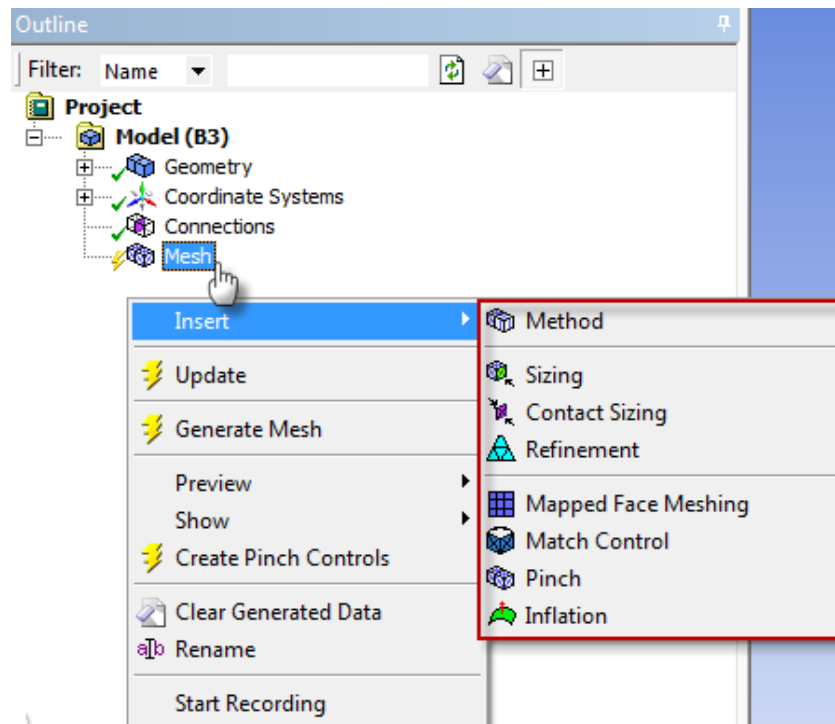 Outline
Filter: Name
Project
Model (B3)
Geometry
Coordinate Systems
Connections
Mesh
Insert
Update
Generate Mesh
Preview
Show
Create Pinch Controls
Clear Generated Data
Rename
Start Recording
Method
Sizing
Contact Sizing
Refinement
Mapped Face Meshing
Match Control
Pinch
Inflation